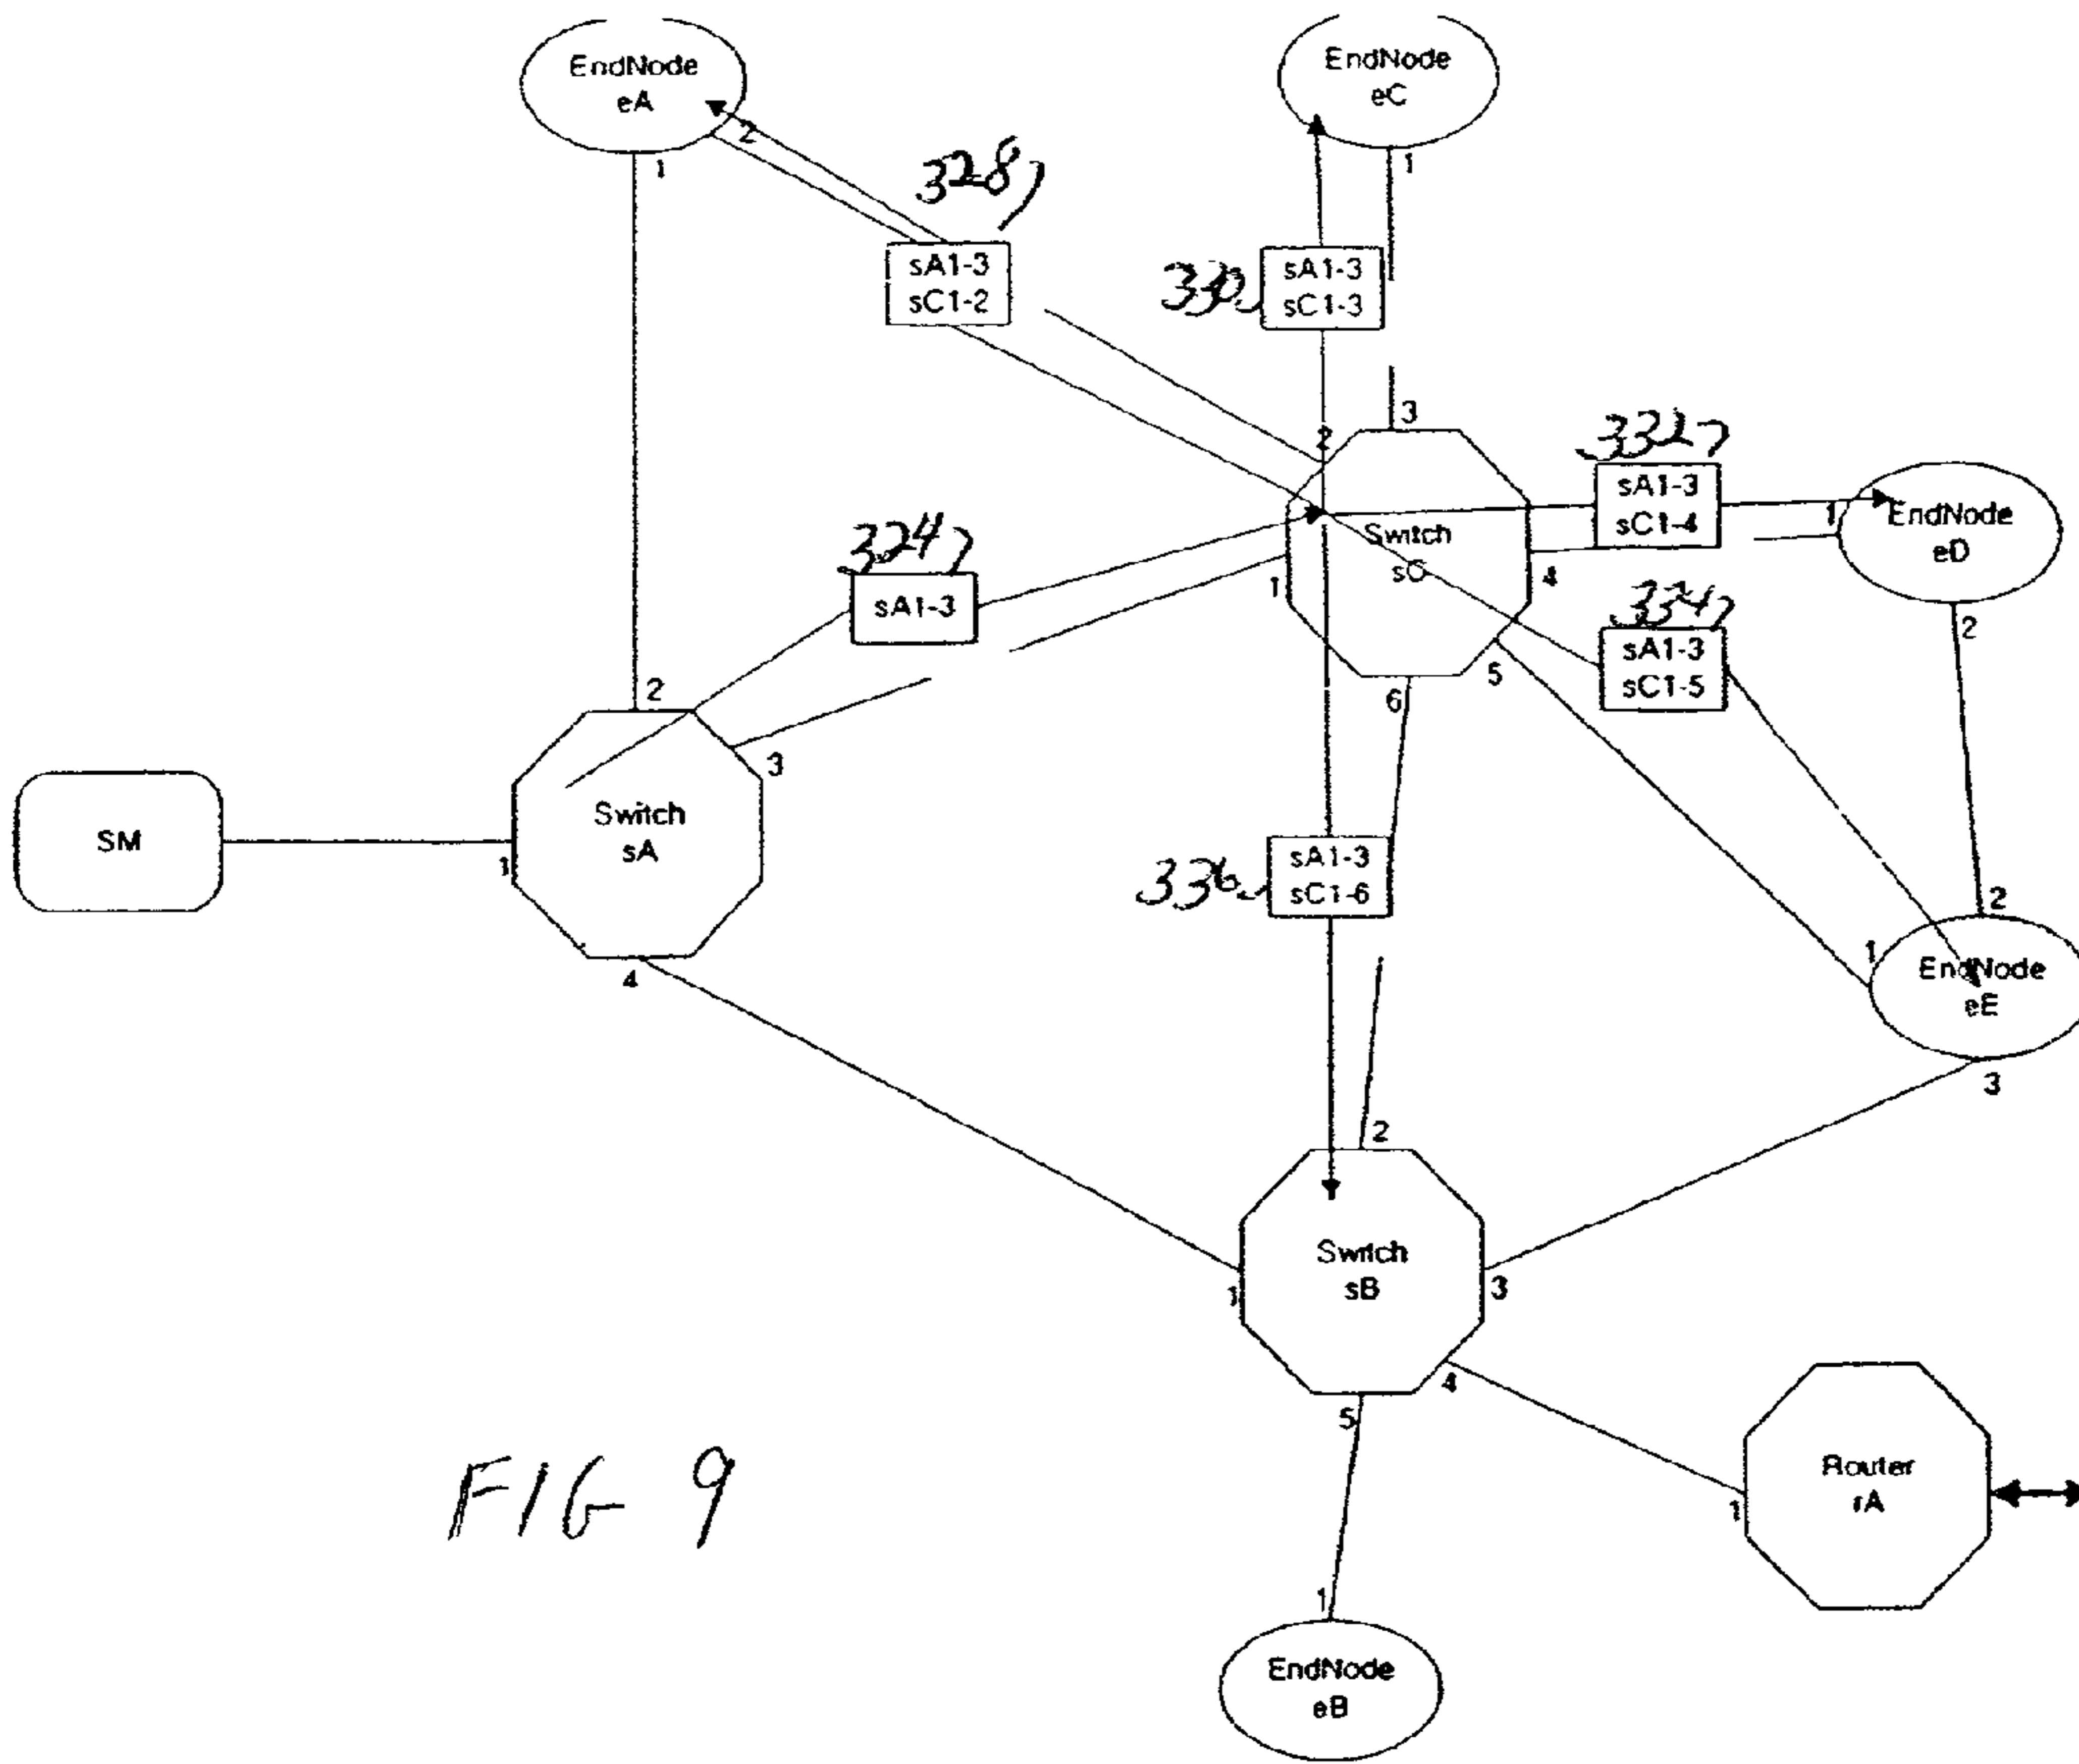 EndNode
eA
2
1
EndNode
eC
1
328
sA1-3
sC1-2
330
sA1-3
sC1-3
3
2
332
sA1-3
sC1-4
1
EndNode
eD
2
324
sA1-3
Switch
sC
1
4
334
sA1-3
sC1-5
5
6
2
3
SM
1
Switch
sA
4
336
sA1-3
sC1-6
2
1
EndNode
eE
3
2
Switch
sB
1
3
4
5
Router
rA
1
FIG 9
1
EndNode
eB